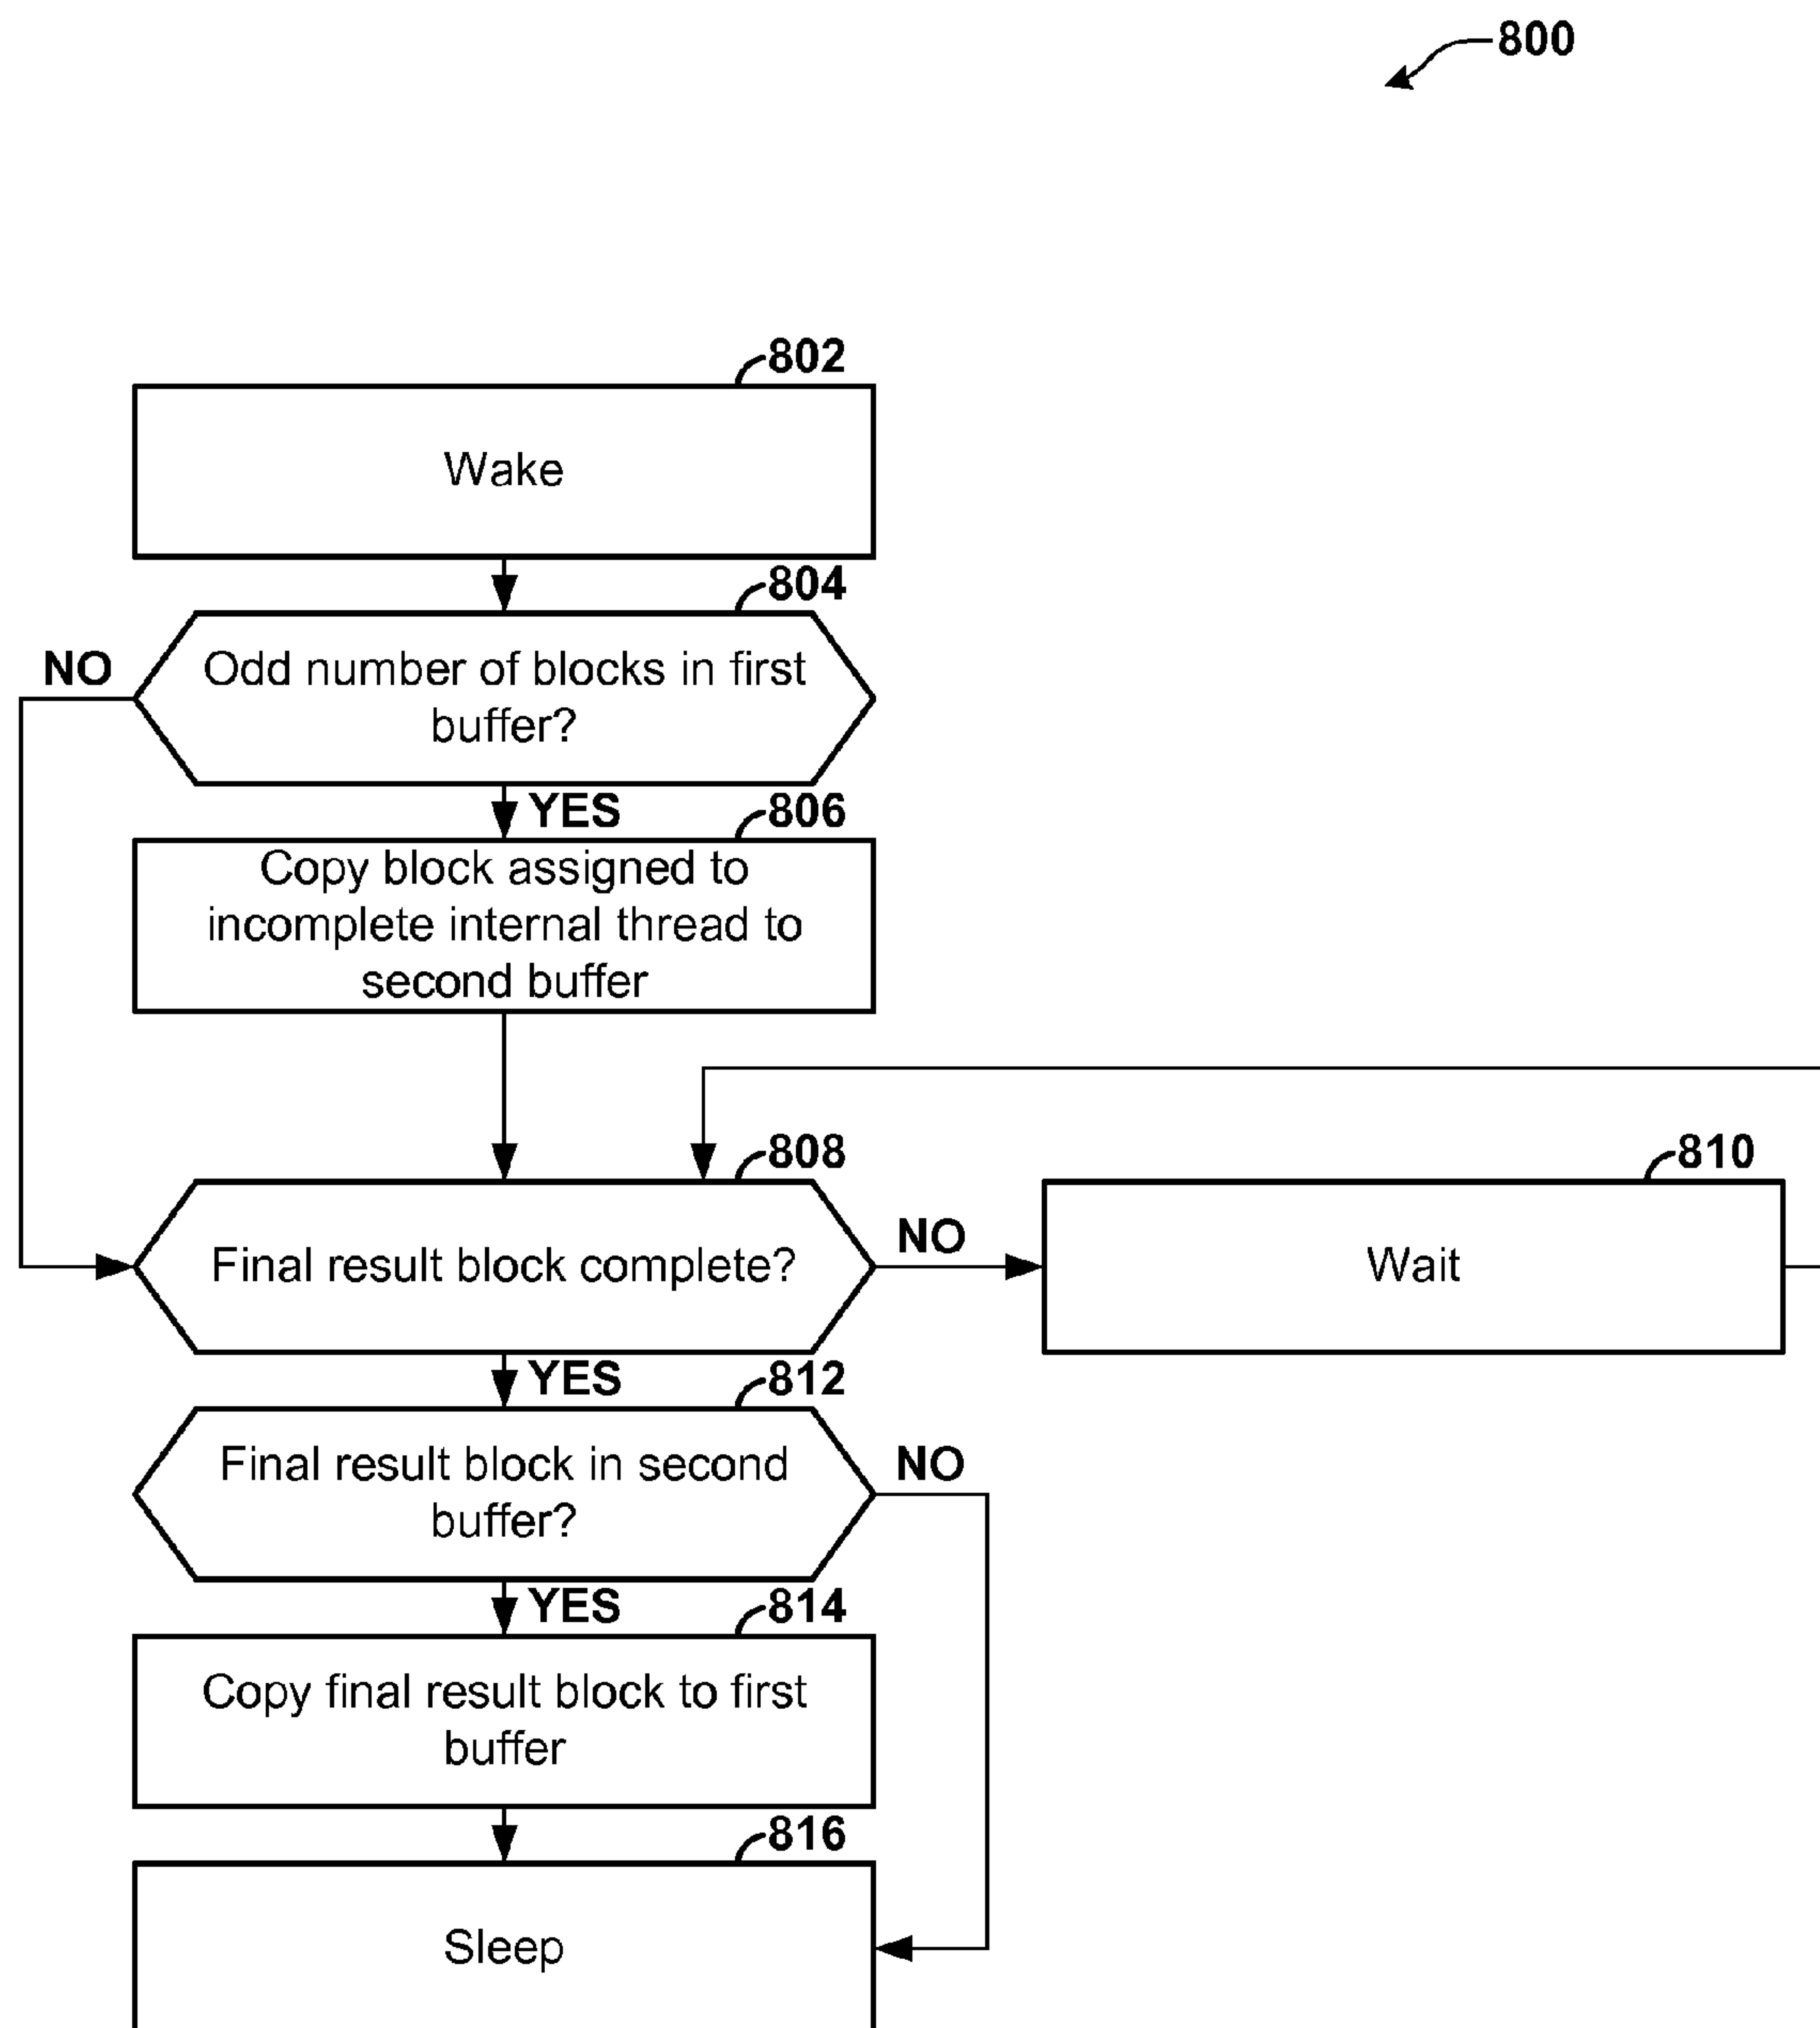 800
802
Wake
804
NO
Odd number of blocks in first
buffer?
YES
806
Copy block assigned to
incomplete internal thread to
second buffer
808
810
Final result block complete?
NO
Wait
YES
812
Final result block in second
buffer?
NO
YES
814
Copy final result block to first
buffer
816
Sleep